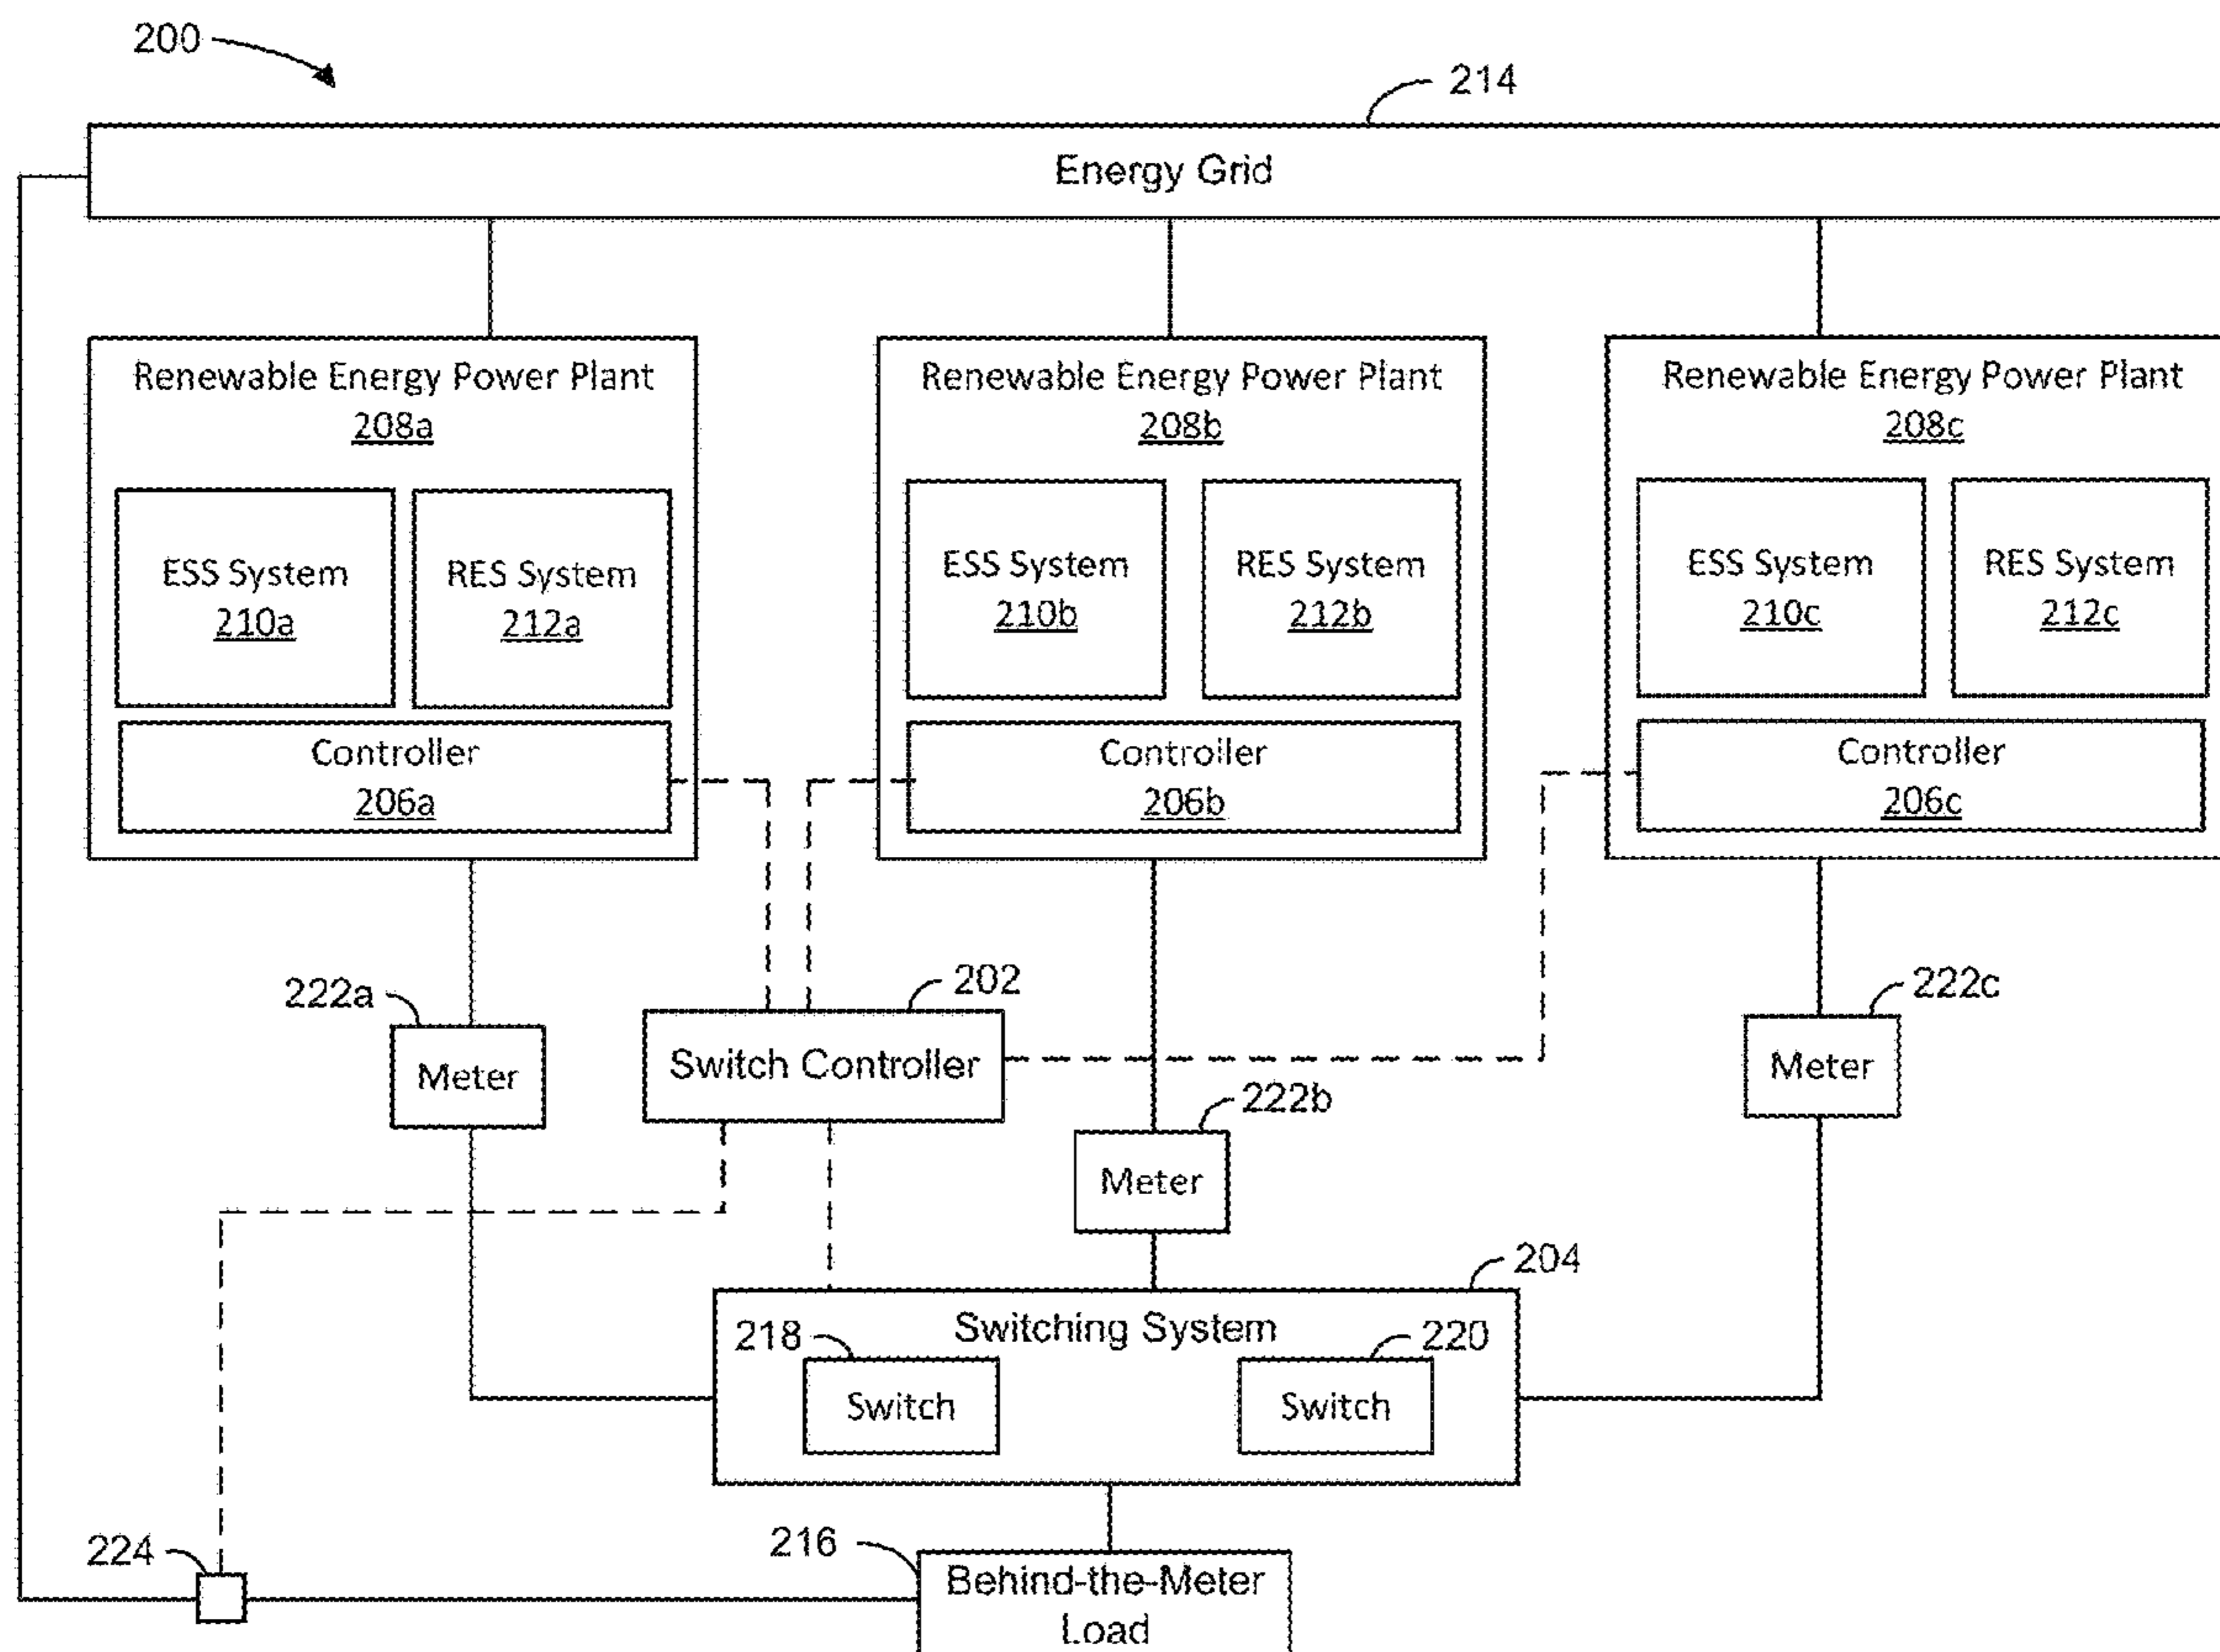 200
214
Energy Grid
Renewable Energy Power Plant
208a
ESS System
210a
RES System
212a
Controller
206a
Renewable Energy Power Plant
208b
ESS System
210b
RES System
212b
Controller
206b
Renewable Energy Power Plant
208c
ESS System
210c
RES System
212c
Controller
206c
222a
Meter
202
Switch Controller
222b
Meter
222c
Meter
204
Switching System
218
Switch
220
Switch
224
216
Behind-the-Meter
Load